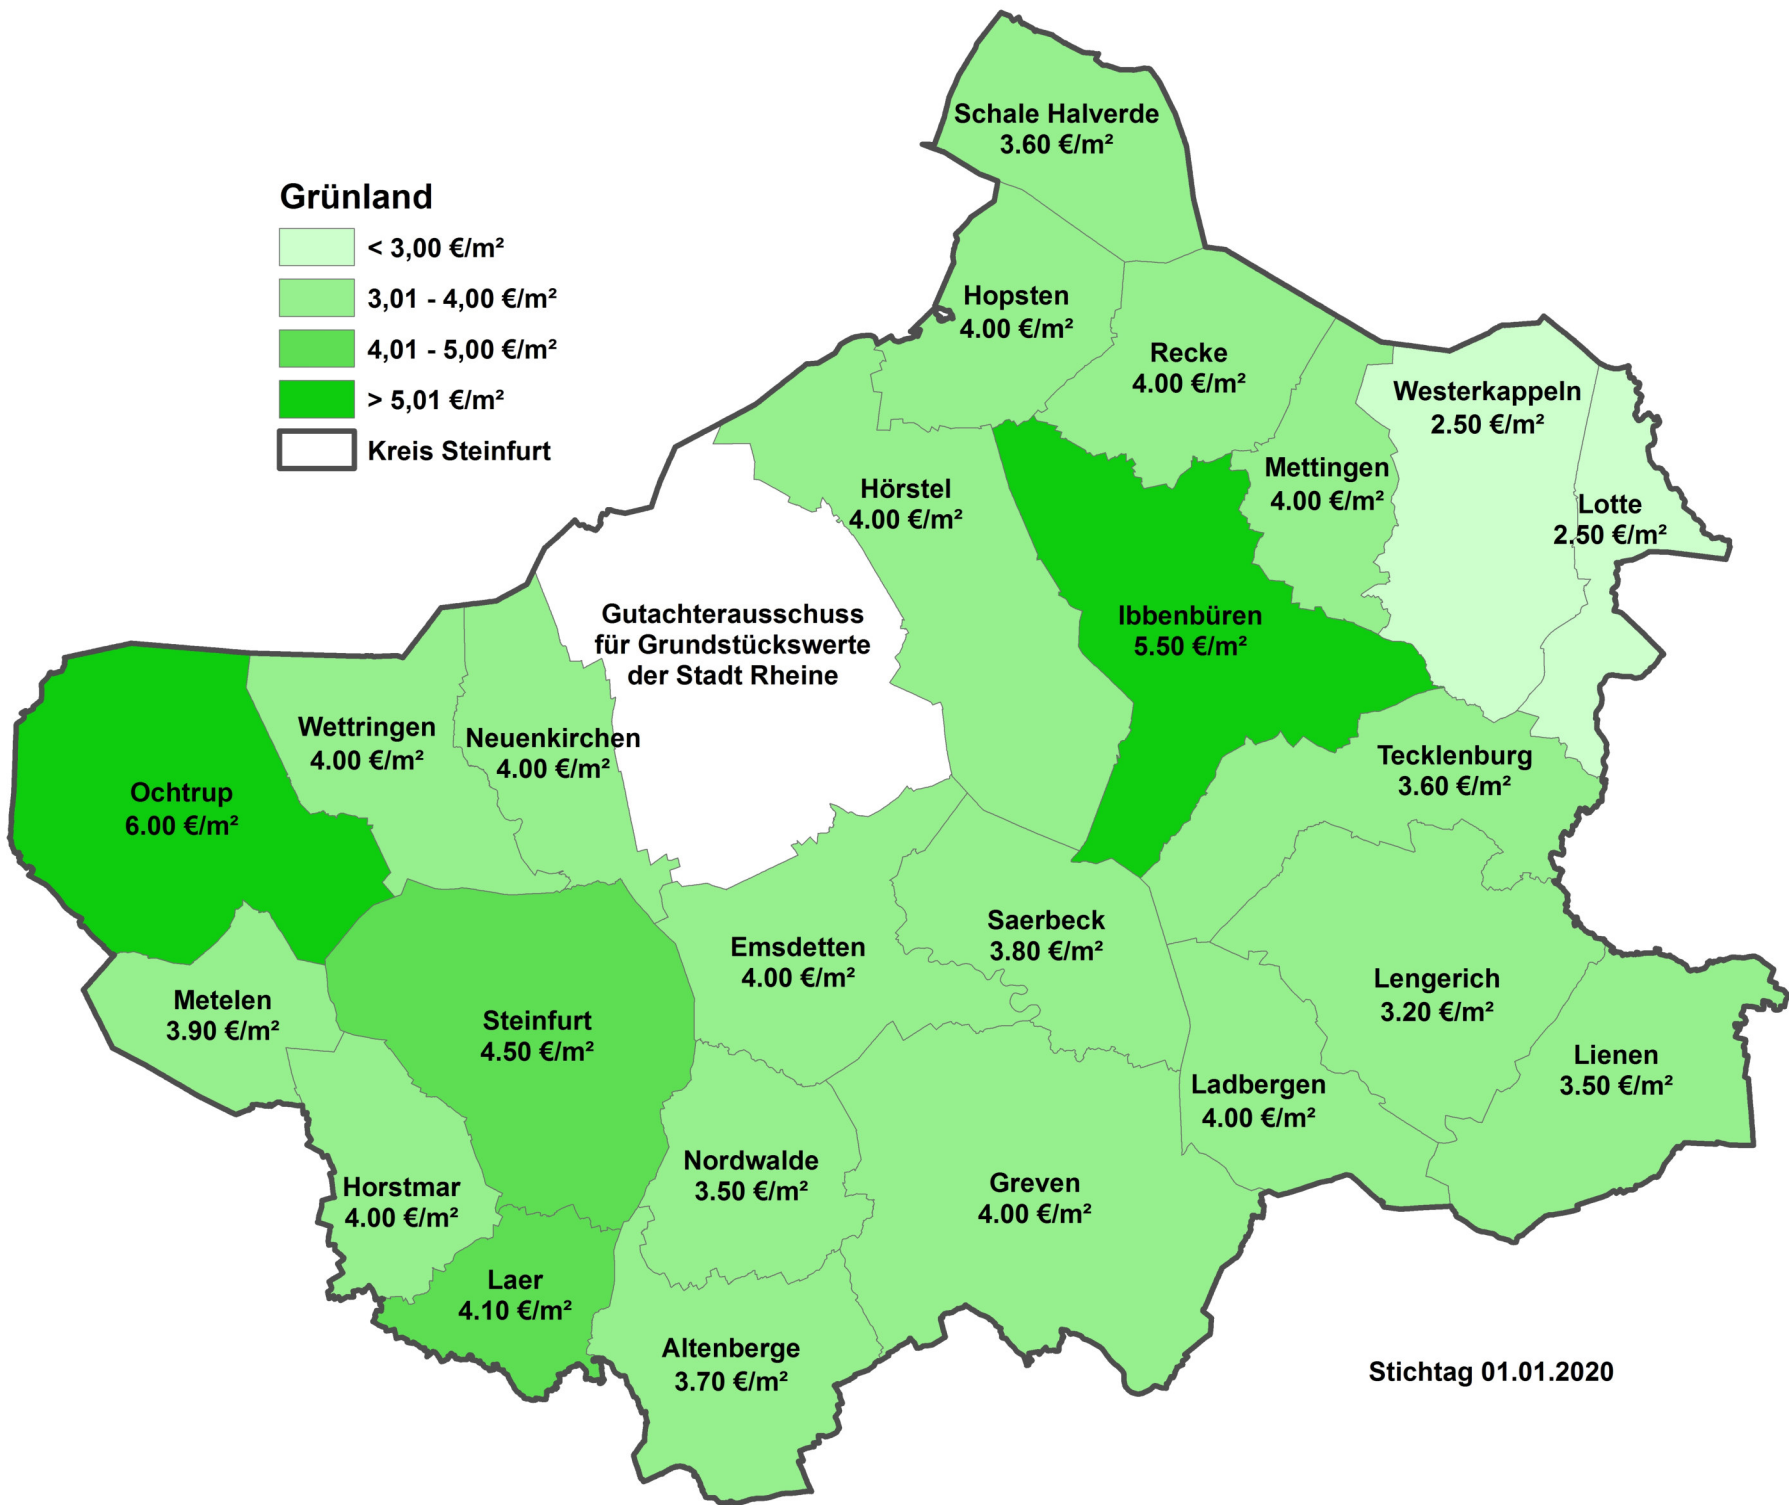 Schale Halverde
3.60 €/m²
Grünland
< 3,00 €/m²
3,01 - 4,00 €/m²
4,01 - 5,00 €/m²
> 5,01 €/m²
Kreis Steinfurt
Hopsten
4.00 €/m²
Recke
4.00 €/m²
Westerkappeln
2.50 €/m²
Mettingen
4.00 €/m²
Lotte
2.50 €/m²
Hörstel
4.00 €/m²
Gutachterausschuss
für Grundstückswerte
der Stadt Rheine
Ibbenbüren
5.50 €/m²
Wettringen
4.00 €/m²
Neuenkirchen
4.00 €/m²
Tecklenburg
3.60 €/m²
Ochtrup
6.00 €/m²
Saerbeck
3.80 €/m²
Emsdetten
4.00 €/m²
Lengerich
3.20 €/m²
Metelen
3.90 €/m²
Steinfurt
4.50 €/m²
Lienen
3.50 €/m²
Ladbergen
4.00 €/m²
Nordwalde
3.50 €/m²
Greven
4.00 €/m²
Horstmar
4.00 €/m²
Laer
4.10 €/m²
Altenberge
3.70 €/m²
Stichtag 01.01.2020